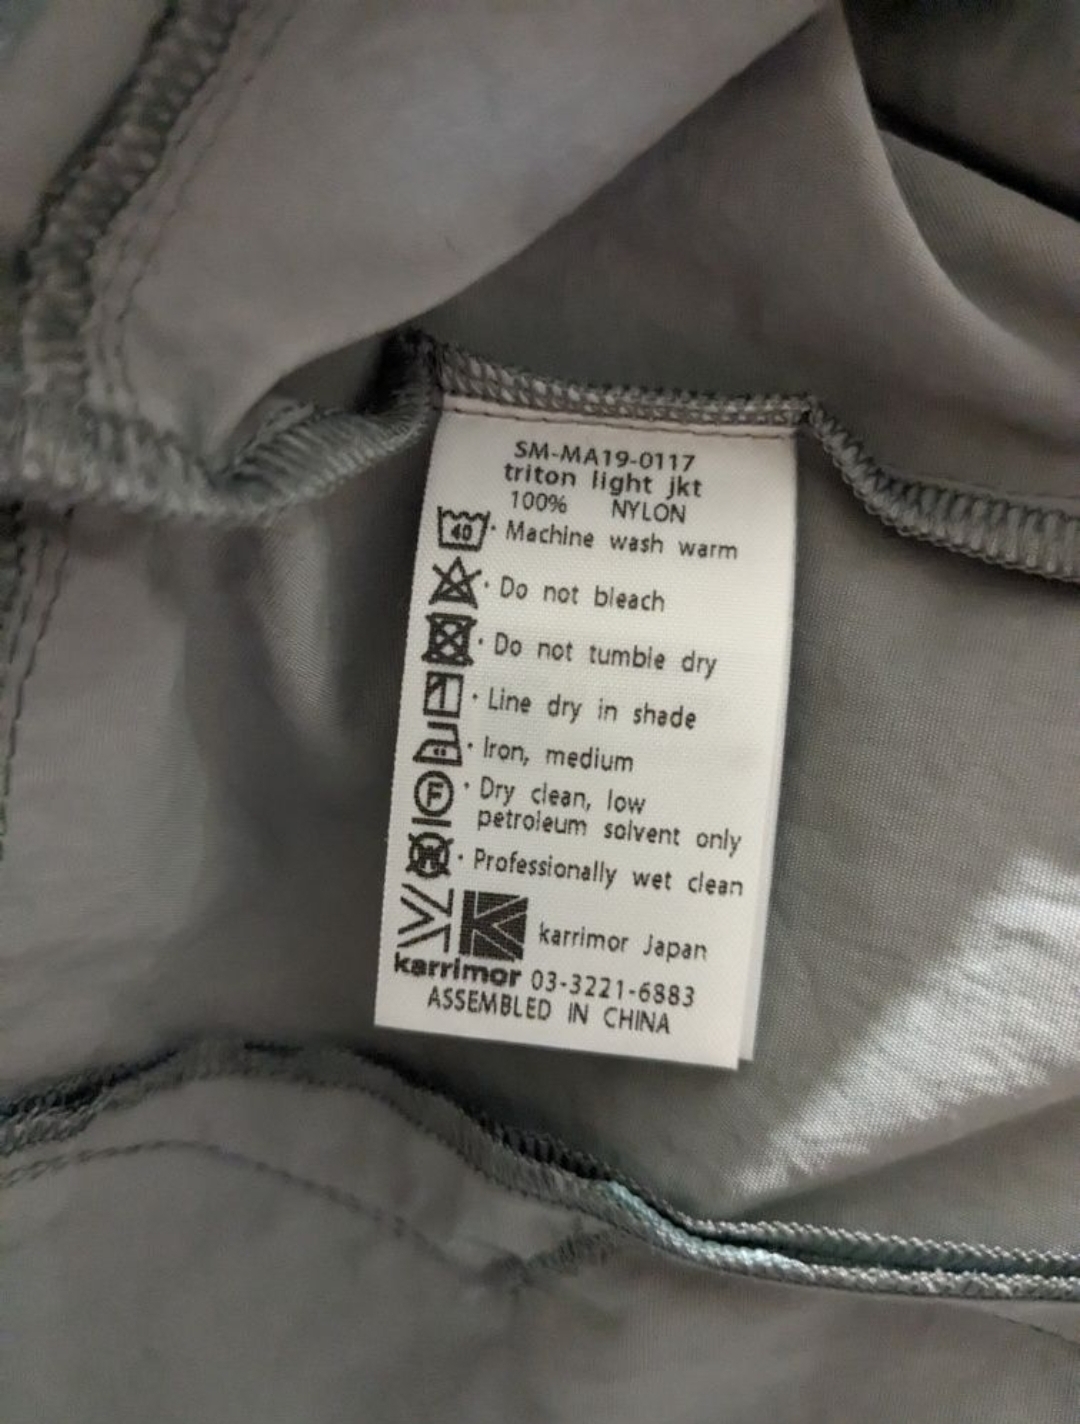 SM-MA19-0117
triton light jkt
100% NYLON
40 · Machine wash warm
· Do not bleach
· Do not tumble dry
· Line dry in shade
· Iron, medium
F · Dry clean, low
petroleum solvent only
W · Professionally wet clean
karrimor Japan
karrimor 03-3221-6883
ASSEMBLED IN CHINA